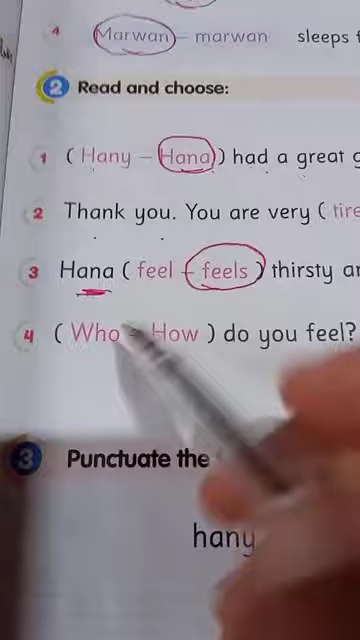 4 Marwan - marwan sleeps
2 Read and choose:
1 ( Hany - Hana ) had a great
2 Thank you. You are very ( tire
3 Hana ( feel - feels ) thirsty
4 ( Who - How ) do you feel?
3 Punctuate the
hany